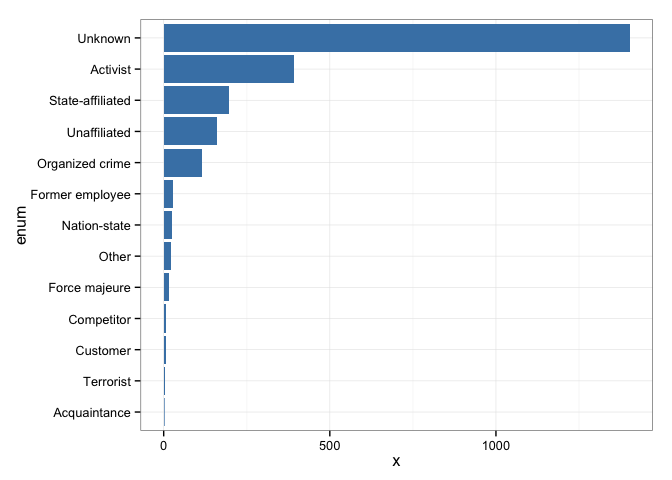 Unknown
Activist
State-affiliated
Unaffiliated
Organized crime
Former employee
Nation-state
Other
Force majeure
Competitor
Customer
Terrorist
Acquaintance
enum
0 500 1000
x